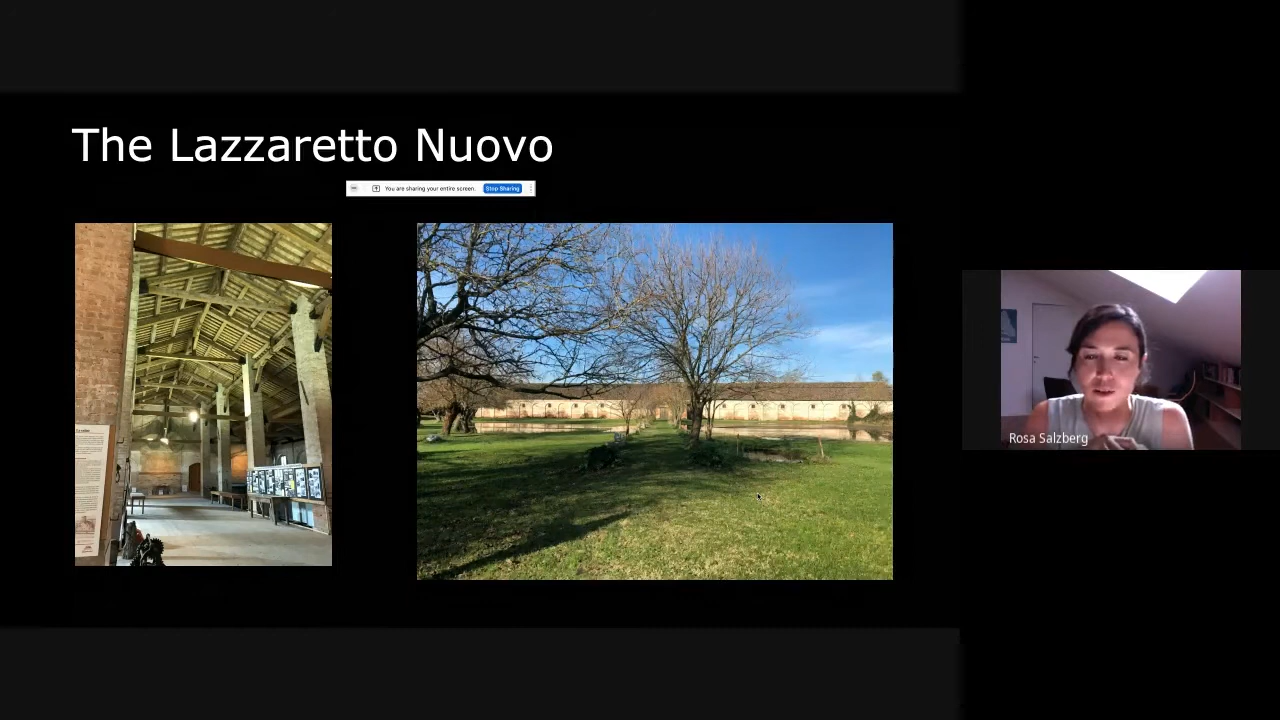 The Lazzaretto Nuovo
You are sharing your entire screen.
Stop Sharing
Rosa Salzberg